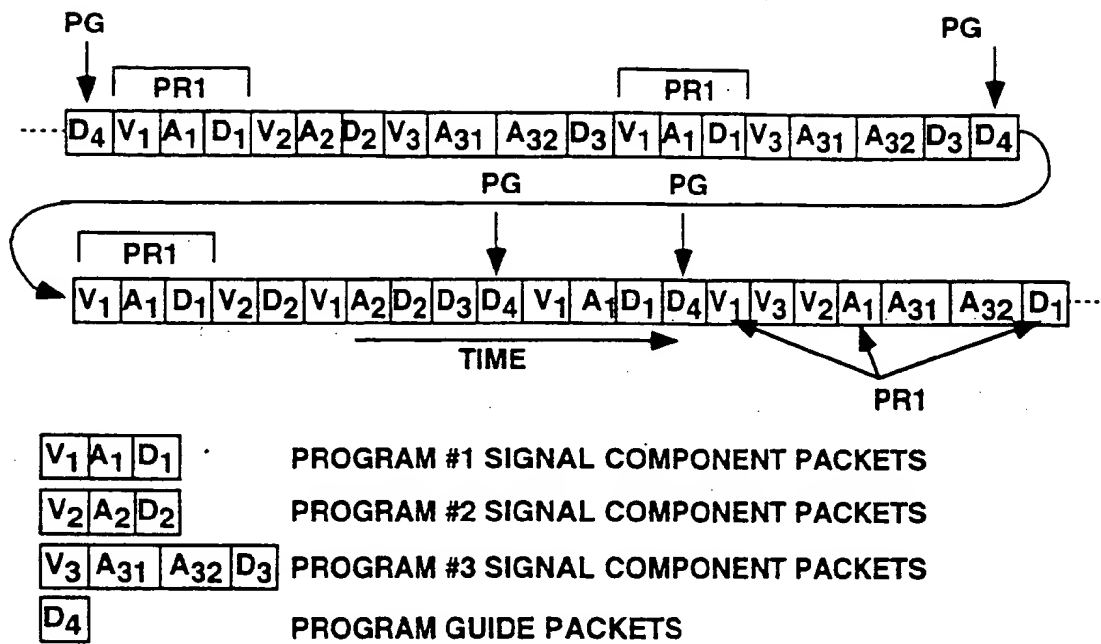 PG PG
PR1 PR1
D4 V1 A1 D1 V2 A2 D2 V3 A31 A32 D3 V1 A1 D1 V3 A31 A32 D3 D4
PG PG
PR1
V1 A1 D1 V2 D2 V1 A2 D2 D3 D4 V1 A1 D1 D4 V1 V3 V2 A1 A31 A32 D1
TIME
PR1
V1 A1 D1 PROGRAM #1 SIGNAL COMPONENT PACKETS
V2 A2 D2 PROGRAM #2 SIGNAL COMPONENT PACKETS
V3 A31 A32 D3 PROGRAM #3 SIGNAL COMPONENT PACKETS
D4 PROGRAM GUIDE PACKETS